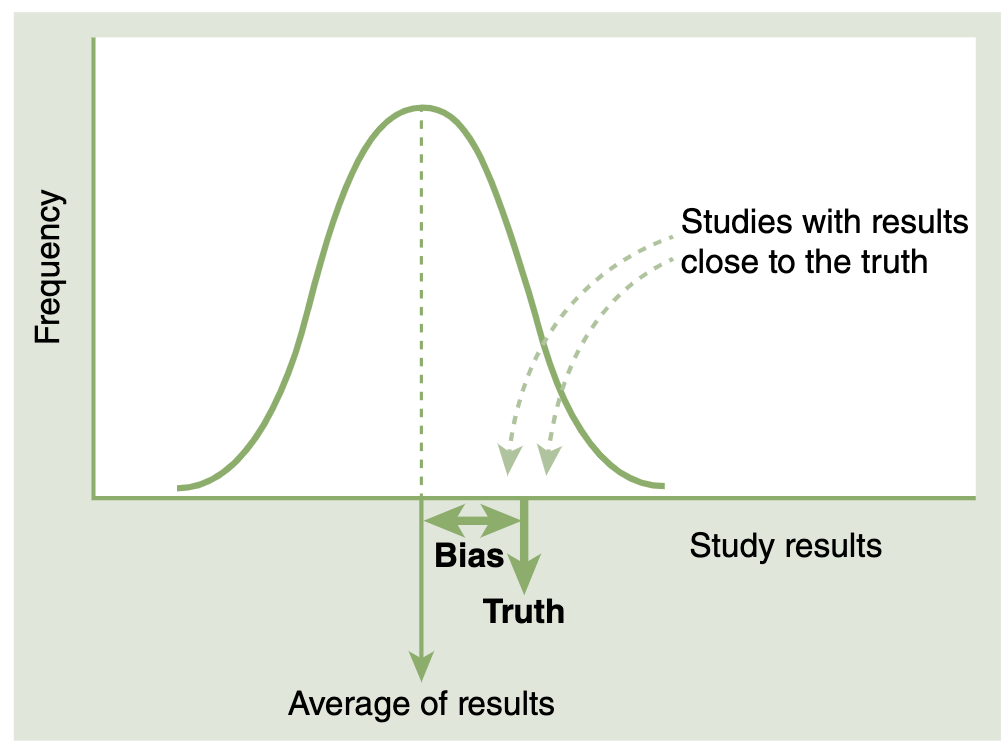 Frequency
Studies with results
close to the truth
Bias
Study results
Truth
Average of results